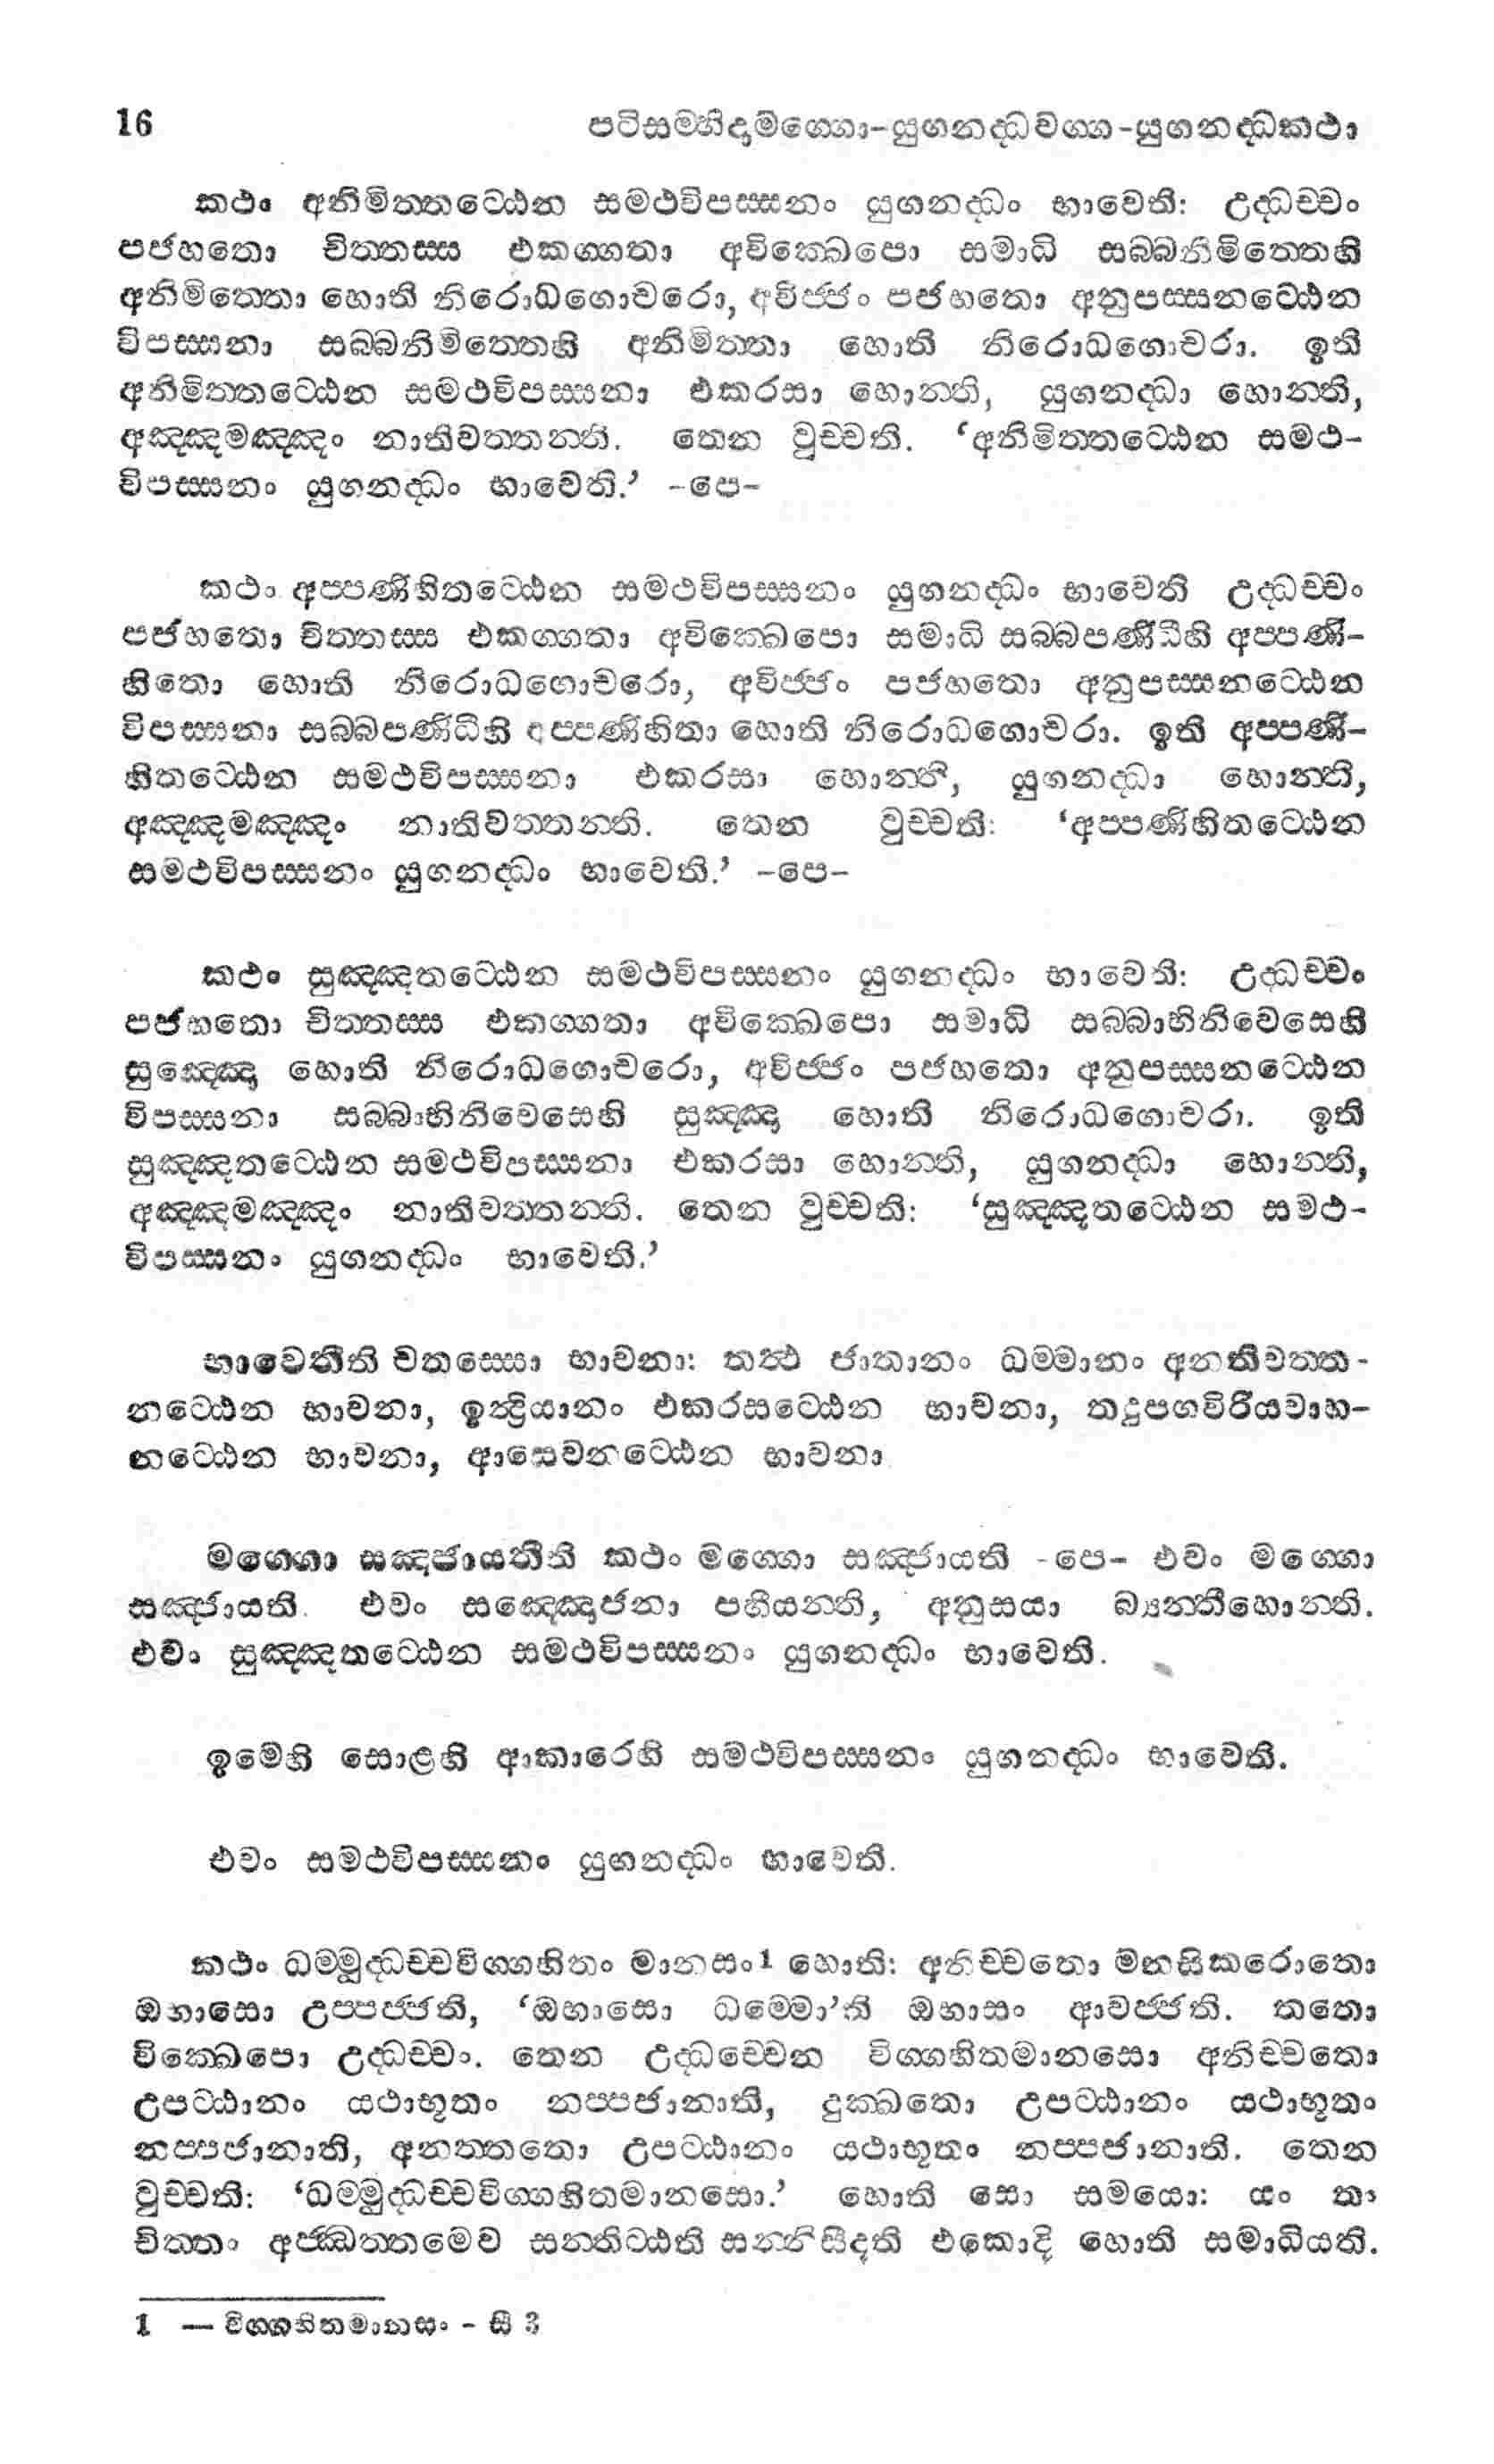 16 පටිසම්භිදාමග්ගො-යුගනද්ධවග්ග-යුගනද්ධකථා
කථං අනිමිත්තට්ඨෙන සමථවිපස්සනං යුගනද්ධං භාවෙති: උද්ධච්චං
පජහතො චිත්තස්ස එකග්ගතා අවික්ඛෙපො සමාධි සබ්බනිමිත්තෙහි
අනිමිත්තො හොති නිරොධගොචරො, අවිජ්ජං පජහතො අනුපස්සනට්ඨෙන
විපස්සනා සබ්බනිමිත්තෙහි අනිමිත්තා හොති නිරොධගොචරා. ඉති
අනිමිත්තට්ඨෙන සමථවිපස්සනා එකරසා හොන්ති, යුගනද්ධා හොන්ති,
අඤ්ඤමඤ්ඤං නාතිවත්තන්ති. තෙන වුච්චති. ‘අනිමිත්තට්ඨෙන සමථ-
විපස්සනං යුගනද්ධං භාවෙති.’ -පෙ-
කථං අප්පණිහිතට්ඨෙන සමථවිපස්සනං යුගනද්ධං භාවෙති උද්ධච්චං
පජහතො චිත්තස්ස එකග්ගතා අවික්ඛෙපො සමාධි සබ්බපණිධීහි අප්පණි-
හිතො හොති නිරොධගොචරො, අවිජ්ජං පජහතො අනුපස්සනට්ඨෙන
විපස්සනා සබ්බපණිධීහි අප්පණිහිතා හොති නිරොධගොචරා. ඉති අප්පණි-
හිතට්ඨෙන සමථවිපස්සනා එකරසා හොන්ති, යුගනද්ධා හොන්ති,
අඤ්ඤමඤ්ඤං නාතිවත්තන්ති. තෙන වුච්චති: ‘අප්පණිහිතට්ඨෙන
සමථවිපස්සනං යුගනද්ධං භාවෙති.’ -පෙ-
කථං සුඤ්ඤතට්ඨෙන සමථවිපස්සනං යුගනද්ධං භාවෙති: උද්ධච්චං
පජහතො චිත්තස්ස එකග්ගතා අවික්ඛෙපො සමාධි සබ්බාභිනිවෙසෙහි
සුඤ්ඤො හොති නිරොධගොචරො, අවිජ්ජං පජහතො අනුපස්සනට්ඨෙන
විපස්සනා සබ්බාභිනිවෙසෙහි සුඤ්ඤා හොති නිරොධගොචරා. ඉති
සුඤ්ඤතට්ඨෙන සමථවිපස්සනා එකරසා හොන්ති, යුගනද්ධා හොන්ති,
අඤ්ඤමඤ්ඤං නාතිවත්තන්ති. තෙන වුච්චති: ‘සුඤ්ඤතට්ඨෙන සමථ-
විපස්සනං යුගනද්ධං භාවෙති.’
භාවෙතීති චතස්සො භාවනා: තත්ථ ජාතානං ධම්මානං අනතිවත්ත-
නට්ඨෙන භාවනා, ඉන්ද්‍රියානං එකරසට්ඨෙන භාවනා, තදුපගවිරියවාහ-
නට්ඨෙන භාවනා, ආසෙවනට්ඨෙන භාවනා
මග්ගො සඤ්ජායතීති කථං මග්ගො සඤ්ජායති -පෙ- එවං මග්ගො
සඤ්ජායති. එවං සඤ්ඤොජනා පහීයන්ති, අනුසයා බ්‍යන්තීහොන්ති.
එවං සුඤ්ඤතට්ඨෙන සමථවිපස්සනං යුගනද්ධං භාවෙති.
ඉමෙහි සොළහි ආකාරෙහි සමථවිපස්සනං යුගනද්ධං භාවෙති.
එවං සමථවිපස්සනං යුගනද්ධං භාවෙති.
කථං ධම්මුද්ධච්චවිග්ගහිතං මානසං1 හොති: අනිච්චතො මනසිකරොතො
ඔභාසො උප්පජ්ජති, ‘ඔභාසො ධම්මො’ති ඔභාසං ආවජ්ජති. තතො
වික්ඛෙපො උද්ධච්චං. තෙන උද්ධච්චෙන විග්ගහිතමානසො අනිච්චතො
උපට්ඨානං යථාභූතං නප්පජානාති, දුක්ඛතො උපට්ඨානං යථාභූතං
නප්පජානාති, අනත්තතො උපට්ඨානං යථාභූතං නප්පජානාති. තෙන
වුච්චති: ‘ධම්මුද්ධච්චවිග්ගහිතමානසො.’ හොති සො සමයො: යං තං
චිත්තං අජ්ඣත්තමෙව සන්තිට්ඨති සන්නිසීදති එකොදි හොති සමාධියති.
1 — විග්ගහිතමානසං - සී 3